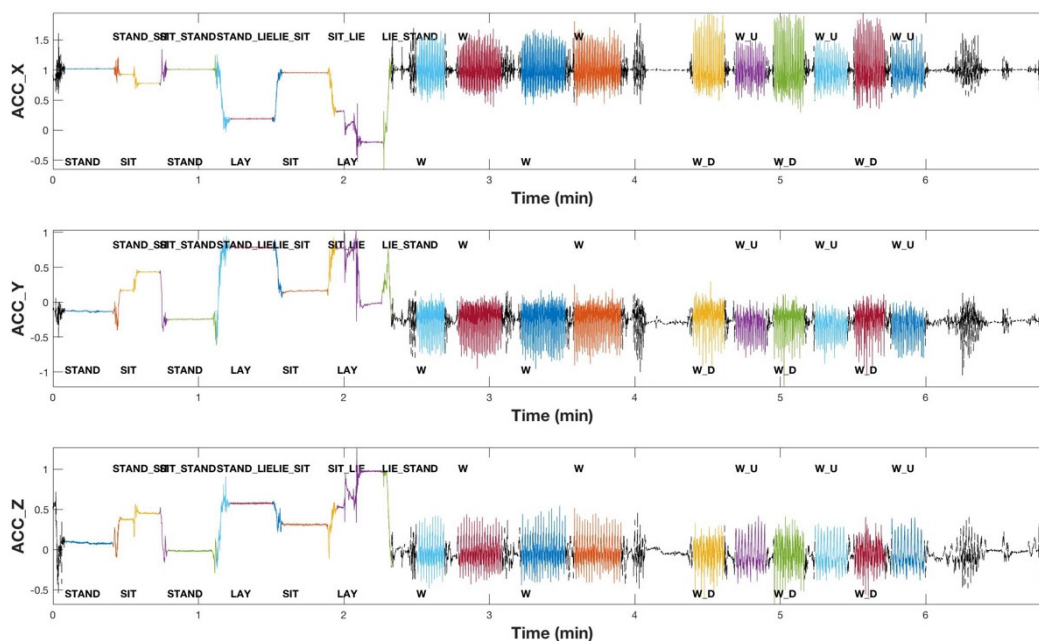 STAND_SIT SIT_STAND STAND_LIE LIE_SIT SIT_LIE LIE_STAND W W W_U W_U W_U
1.5
1
0.5
0
-0.5
ACC_X
STAND SIT STAND LAY SIT LAY W W W_D W_D W_D
0 1 2 3 4 5 6
Time (min)
STAND_SIT SIT_STAND STAND_LIE LIE_SIT SIT_LIE LIE_STAND W W W_U W_U W_U
1
0.5
0
-0.5
-1
ACC_Y
STAND SIT STAND LAY SIT LAY W W W_D W_D W_D
0 1 2 3 4 5 6
Time (min)
STAND_SIT SIT_STAND STAND_LIE LIE_SIT SIT_LIE LIE_STAND W W W_U W_U W_U
1
0.5
0
-0.5
ACC_Z
STAND SIT STAND LAY SIT LAY W W W_D W_D W_D
0 1 2 3 4 5 6
Time (min)